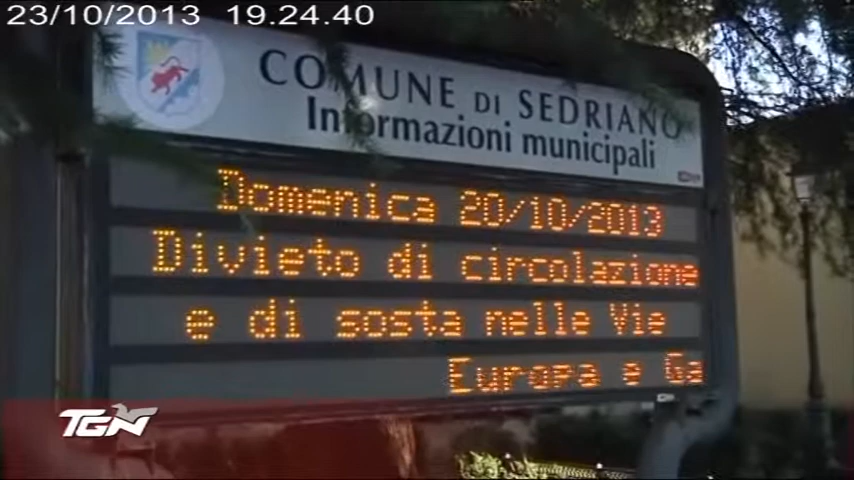 23/10/2013 19.24.40
COMUNE DI SEDRIANO
Informazioni municipali
Domenica 20/10/2013
Divieto di circolazione
e di sosta nelle Vie
Europa e Ga
TGN